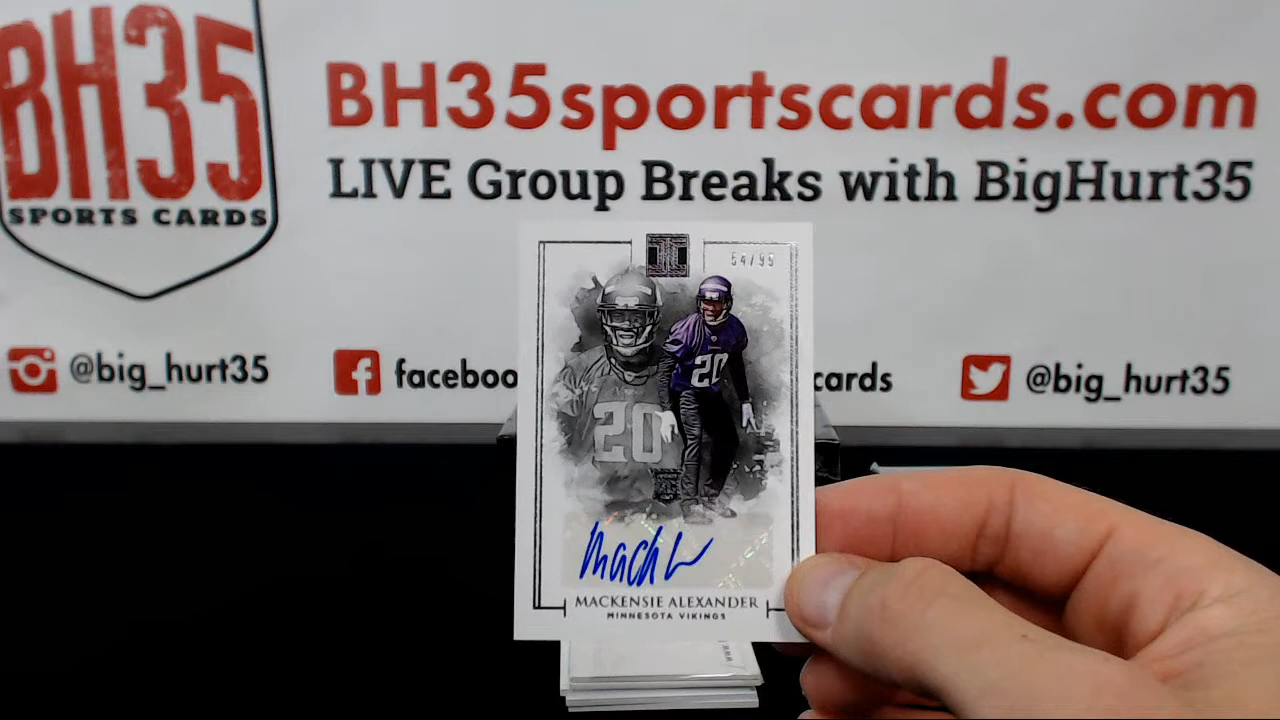 BH35
SPORTS CARDS
BH35sportscards.com
LIVE Group Breaks with BigHurt35
@big_hurt35
faceboo
cards
@big_hurt35
54/99
20
20
Mack
MACKENSIE ALEXANDER
MINNESOTA VIKINGS